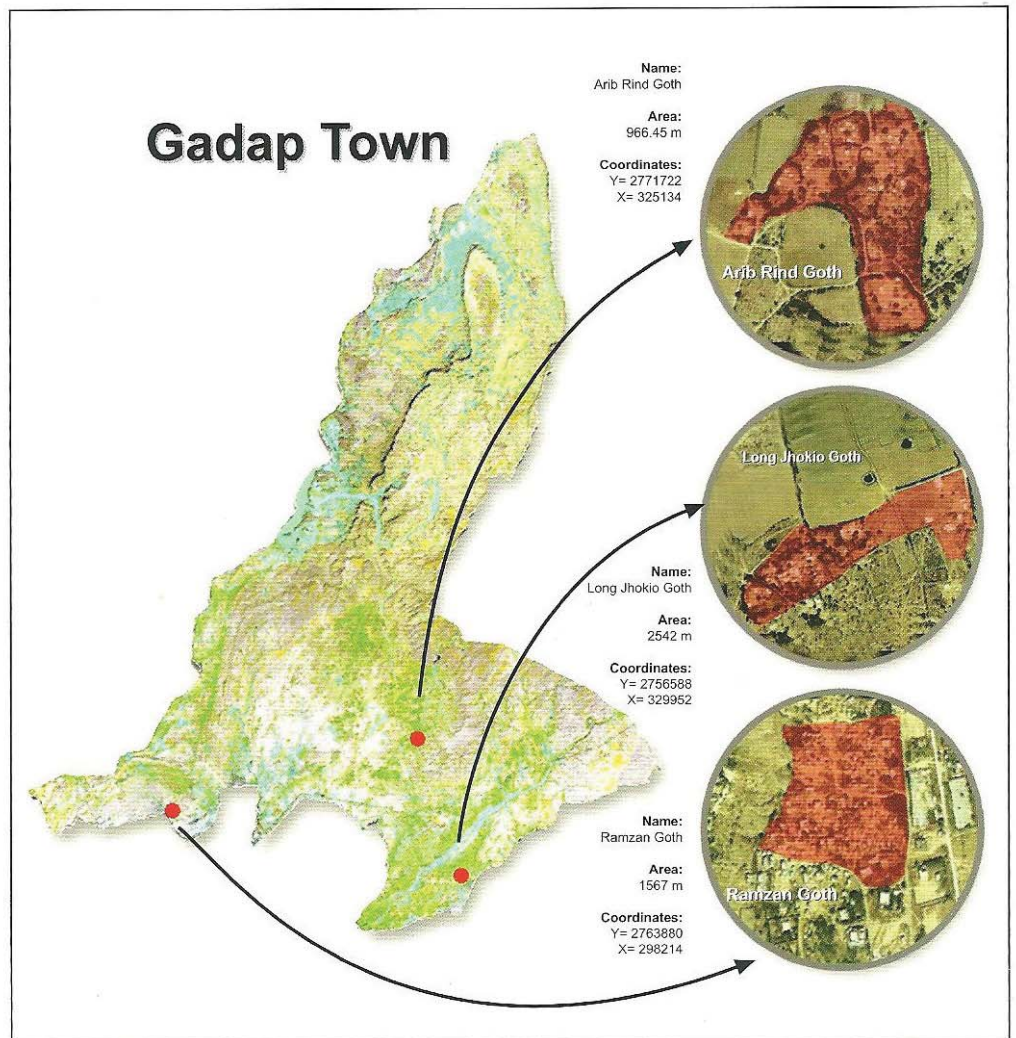 Gadap Town
Name:
Arib Rind Goth
Area:
966.45 m
Coordinates:
Y= 2771722
X= 325134
Arib Rind Goth
Long Jhokio Goth
Name:
Long Jhokio Goth
Area:
2542 m
Coordinates:
Y= 2756588
X= 329952
Name:
Ramzan Goth
Area:
1567 m
Coordinates:
Y= 2763880
X= 298214
Ramzan Goth